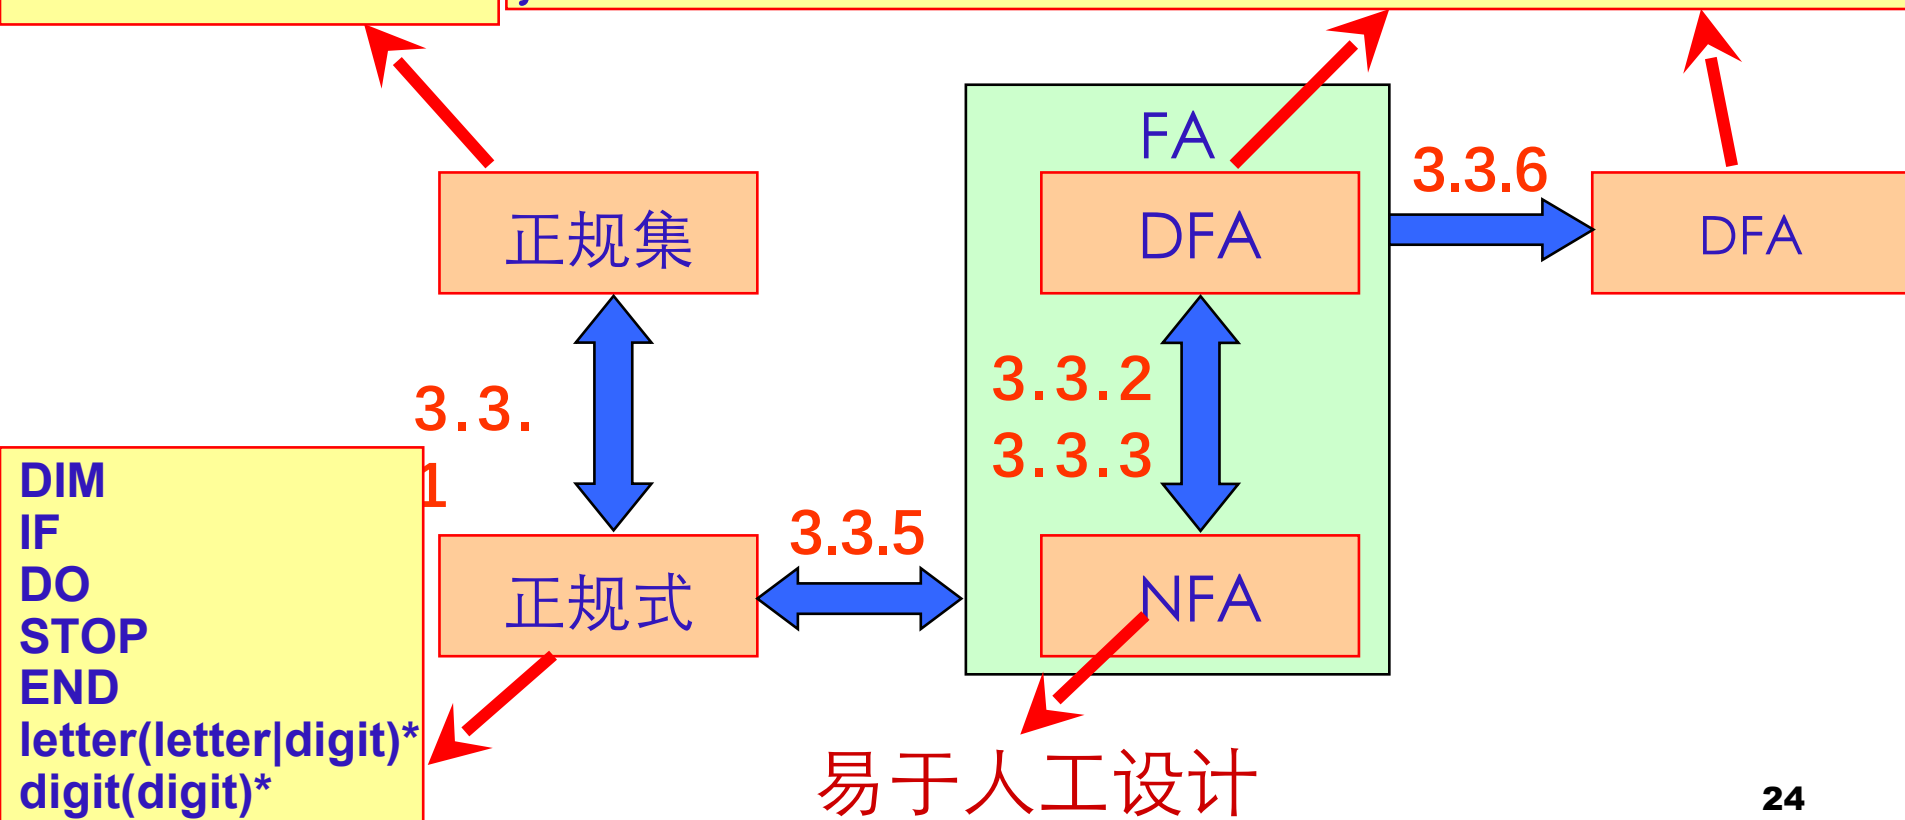 FA
3.3.6
正规集
DFA
DFA
3.3.2
3.3.
3.3.3
1
DIM
IF
DO
STOP
END
letter(letter|digit)*
digit(digit)*
3.3.5
正规式
NFA
易于人工设计
24